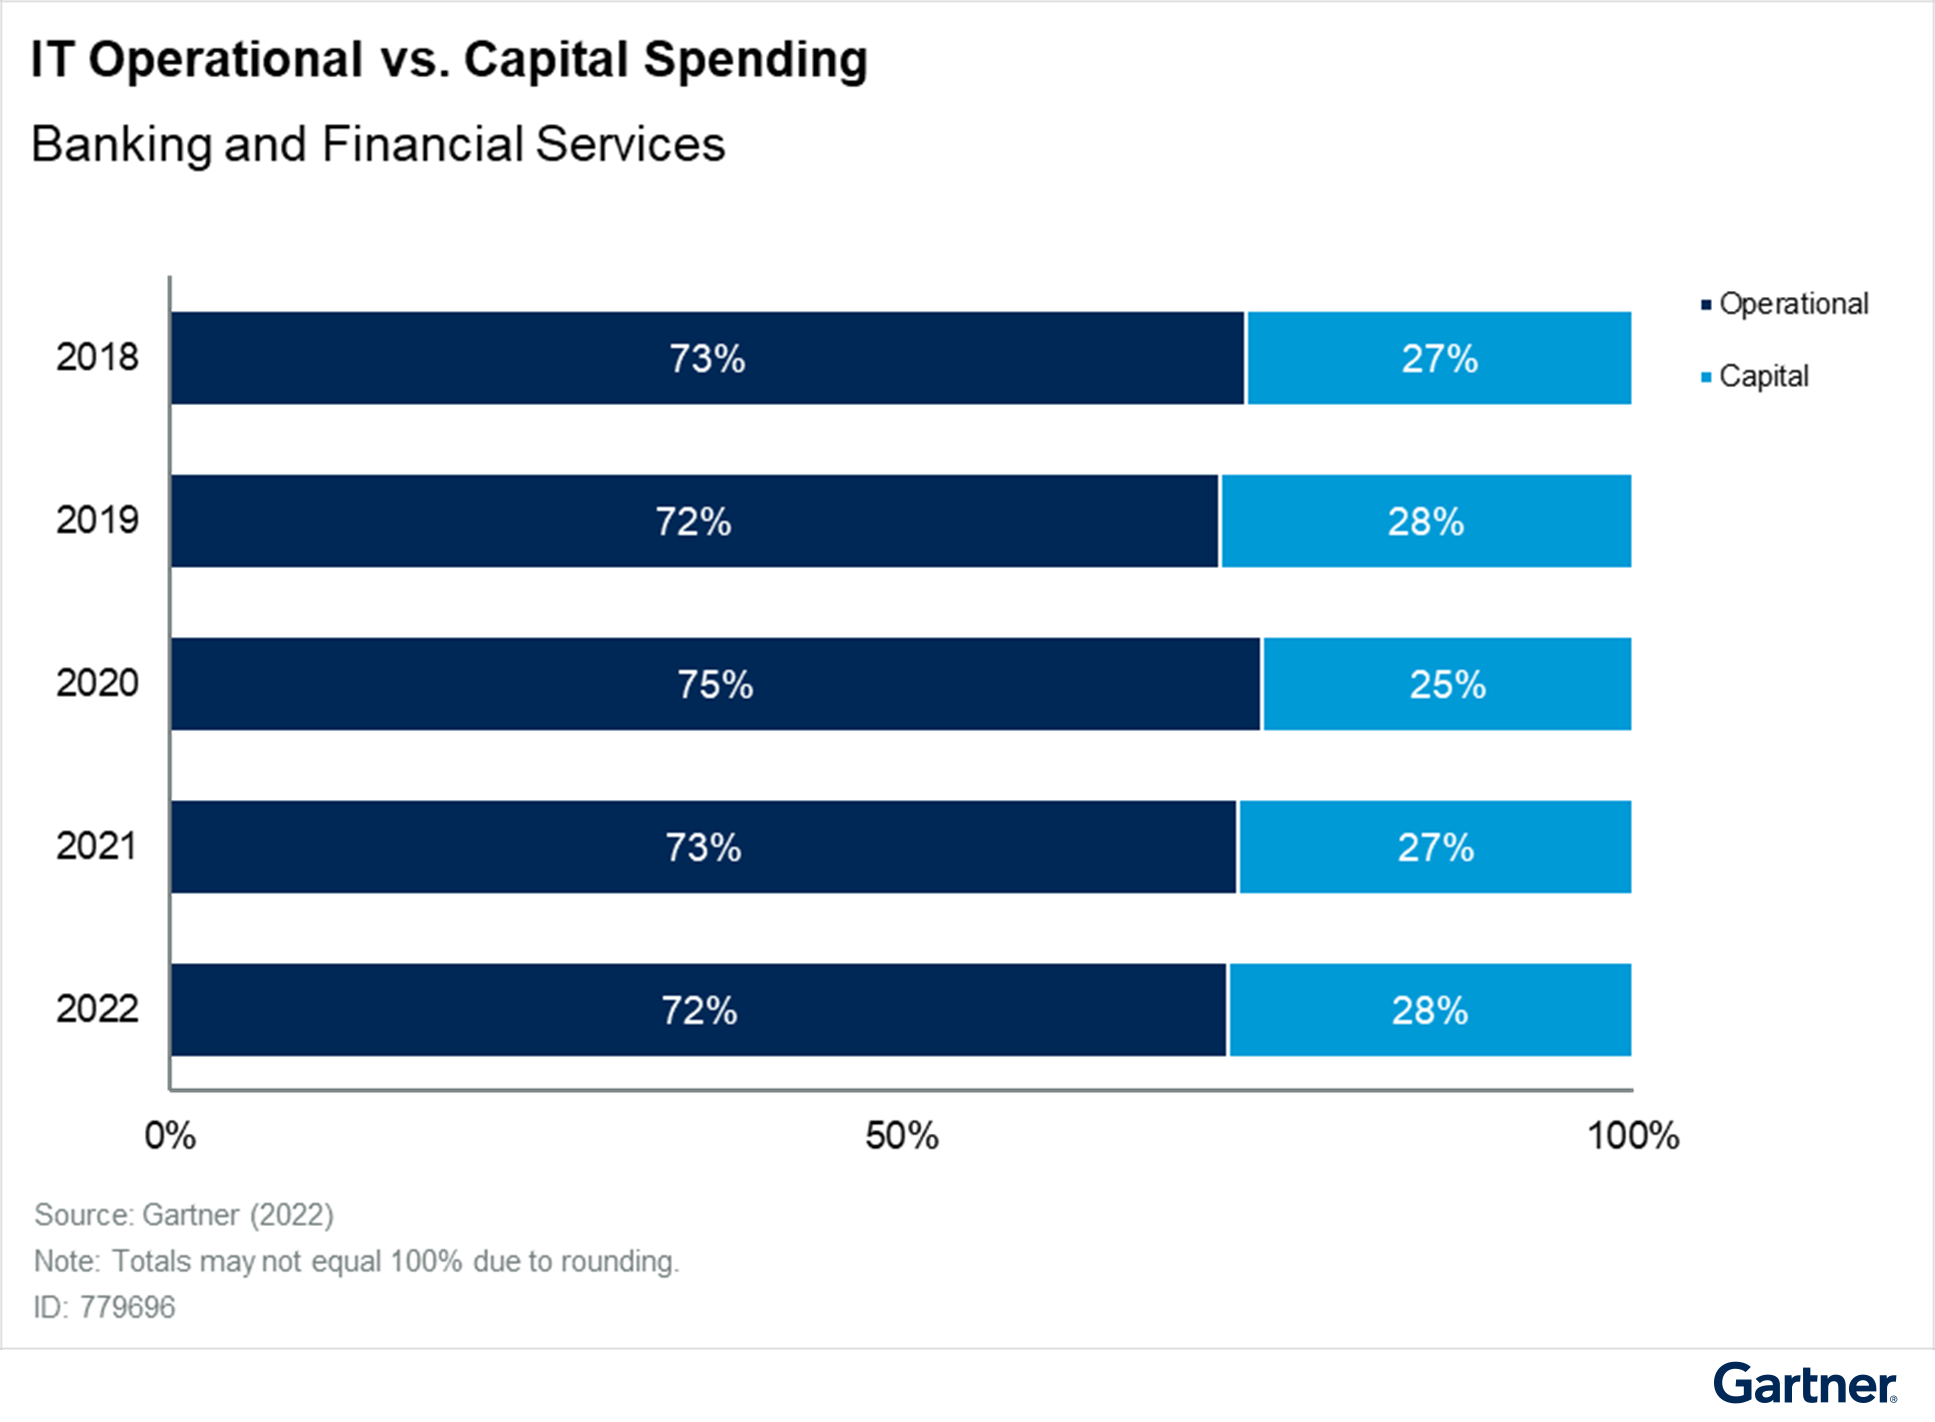 IT Operational vs. Capital Spending
Banking and Financial Services
Operational
Capital
2018 73% 27%
2019 72% 28%
2020 75% 25%
2021 73% 27%
2022 72% 28%
0% 50% 100%
Source: Gartner (2022)
Note: Totals may not equal 100% due to rounding.
ID: 779696
Gartner®